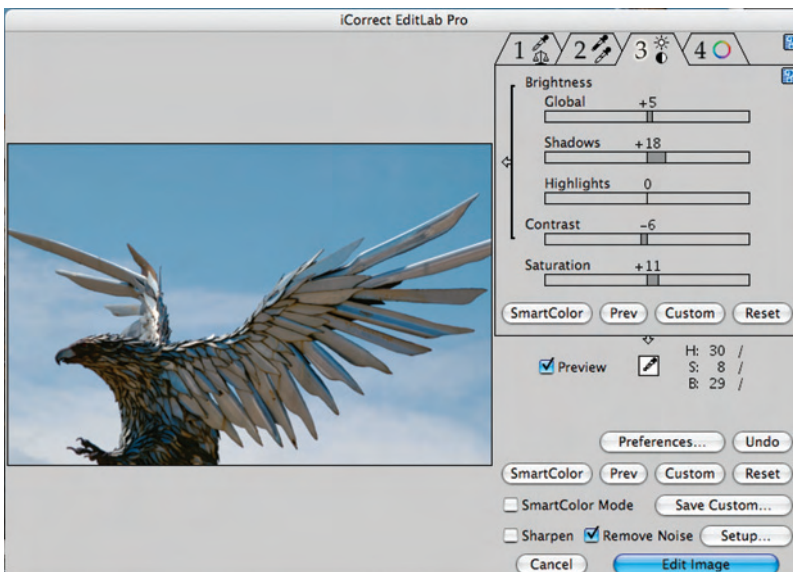 iCorrect EditLab Pro
1 2 3 4
Brightness
Global +5
Shadows +18
Highlights 0
Contrast -6
Saturation +11
SmartColor Prev Custom Reset
Preview
H: 30 /
S: 8 /
B: 29 /
Preferences... Undo
SmartColor Prev Custom Reset
SmartColor Mode Save Custom...
Sharpen Remove Noise Setup...
Cancel Edit Image